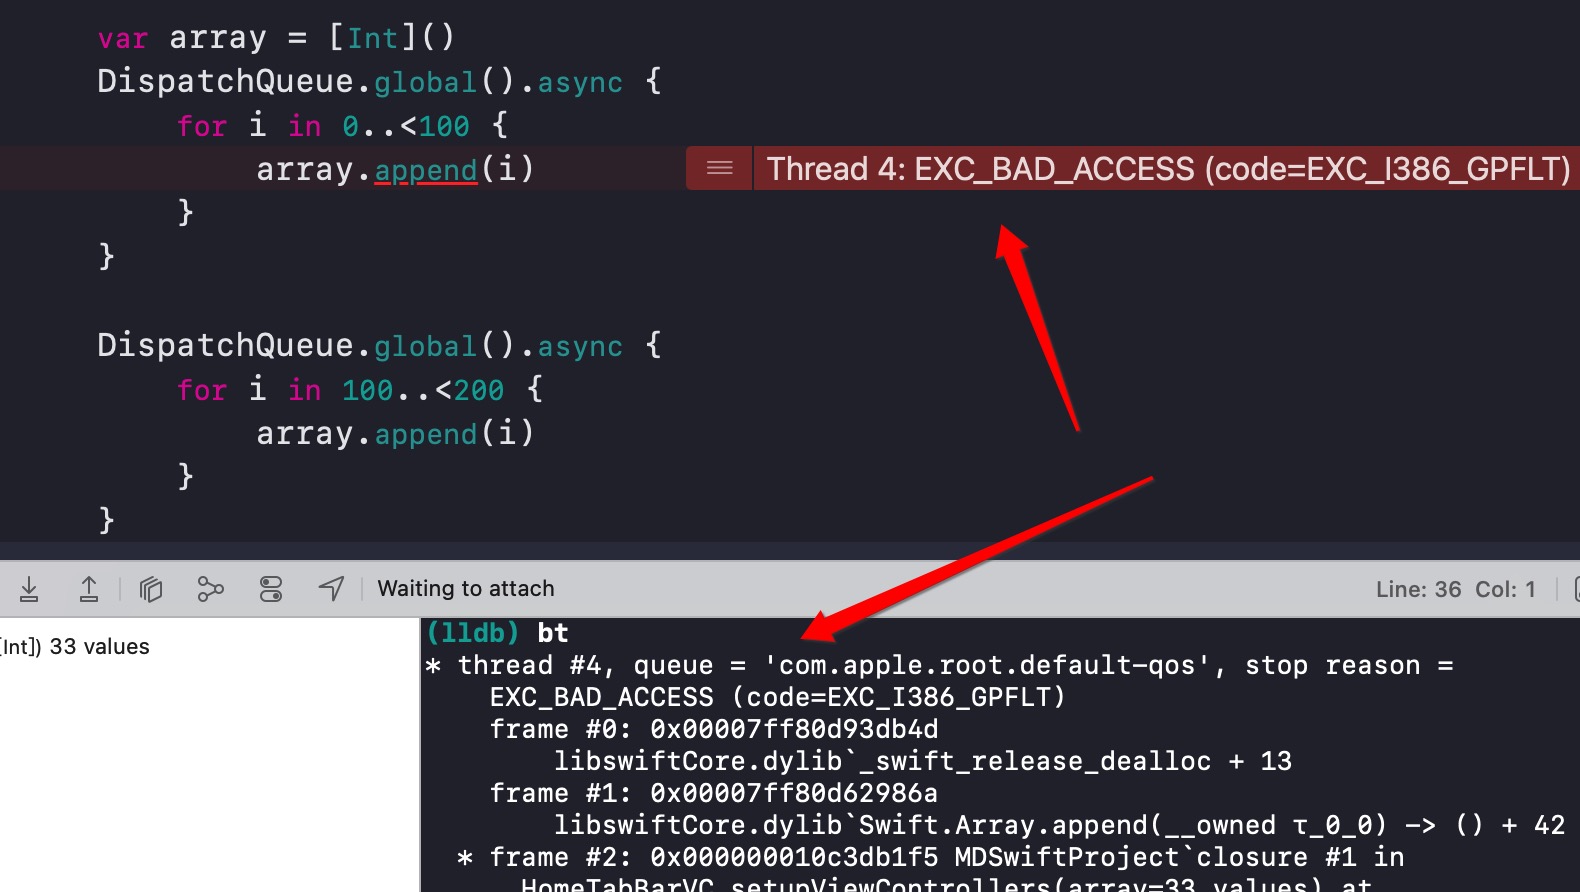 var array = [Int]()
DispatchQueue.global().async {
for i in 0..<100 {
array.append(i)
Thread 4: EXC_BAD_ACCESS (code=EXC_I386_GPFLT)
}
}
DispatchQueue.global().async {
for i in 100..<200 {
array.append(i)
}
}
Waiting to attach
Line: 36 Col: 1
[Int]) 33 values
(lldb) bt
* thread #4, queue = 'com.apple.root.default-qos', stop reason =
EXC_BAD_ACCESS (code=EXC_I386_GPFLT)
frame #0: 0x00007ff80d93db4d
libswiftCore.dylib`_swift_release_dealloc + 13
frame #1: 0x00007ff80d62986a
libswiftCore.dylib`Swift.Array.append(__owned τ_0_0) -> () + 42
* frame #2: 0x000000010c3db1f5 MDSwiftProject`closure #1 in
HomeTabBarVC.setupViewControllers(array=33 values) at